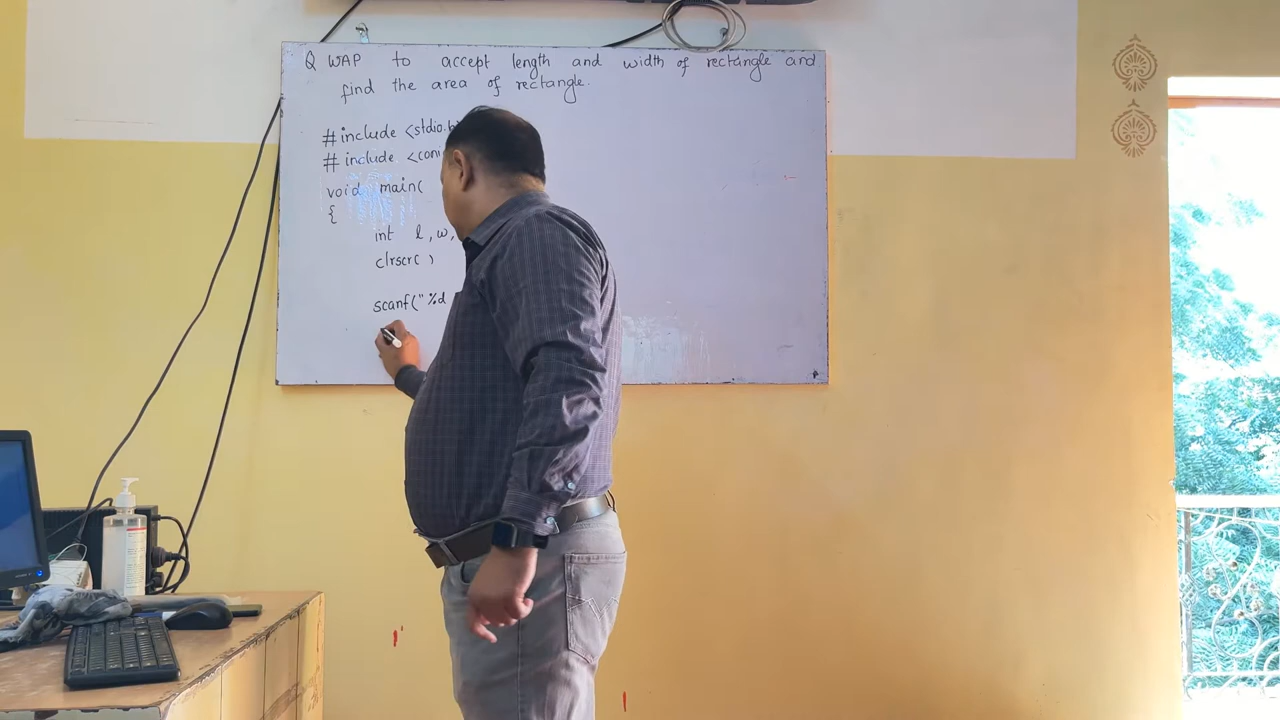 Q WAP to accept length and width of rectangle and
find the area of rectangle.
#include <stdio.h>
# include <coni
void main(
{
int l, w,
clrscr( )
scanf("%d